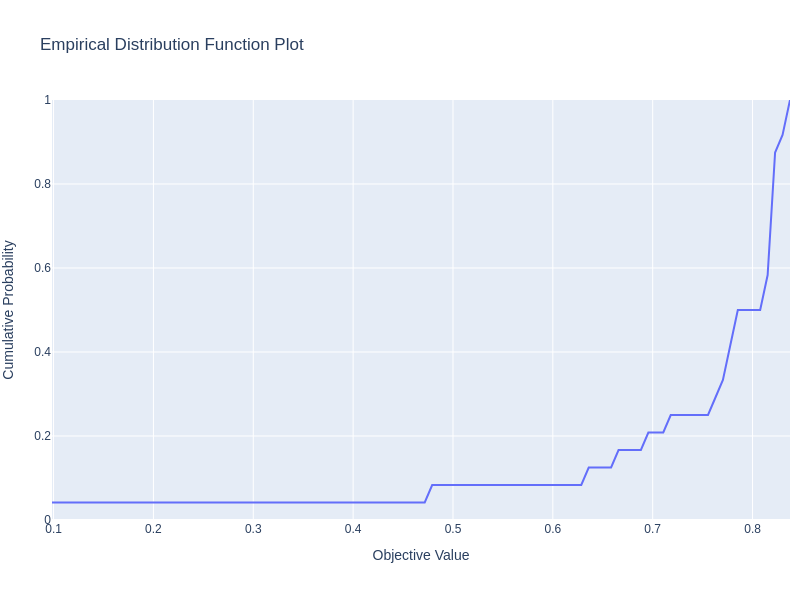 Empirical Distribution Function Plot
1
0.8
0.6
0.4
0.2
0
Cumulative Probability
0.1 0.2 0.3 0.4 0.5 0.6 0.7 0.8
Objective Value